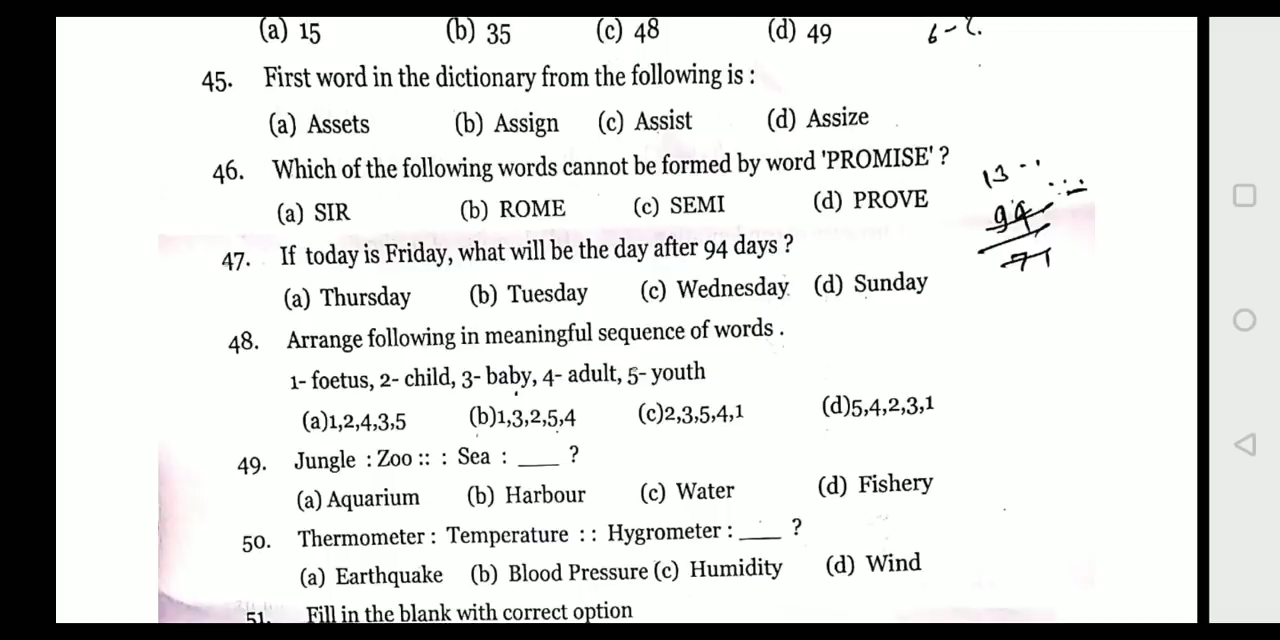 (a) 15 (b) 35 (c) 48 (d) 49
45. First word in the dictionary from the following is :
(a) Assets (b) Assign (c) Assist (d) Assize
46. Which of the following words cannot be formed by word 'PROMISE' ?
(a) SIR (b) ROME (c) SEMI (d) PROVE
13
47. If today is Friday, what will be the day after 94 days ?
(a) Thursday (b) Tuesday (c) Wednesday (d) Sunday
48. Arrange following in meaningful sequence of words .
1- foetus, 2- child, 3- baby, 4- adult, 5- youth
(a)1,2,4,3,5 (b)1,3,2,5,4 (c)2,3,5,4,1 (d)5,4,2,3,1
49. Jungle : Zoo :: : Sea : ___ ?
(a) Aquarium (b) Harbour (c) Water (d) Fishery
50. Thermometer : Temperature :: Hygrometer : ___ ?
(a) Earthquake (b) Blood Pressure (c) Humidity (d) Wind
51. Fill in the blank with correct option